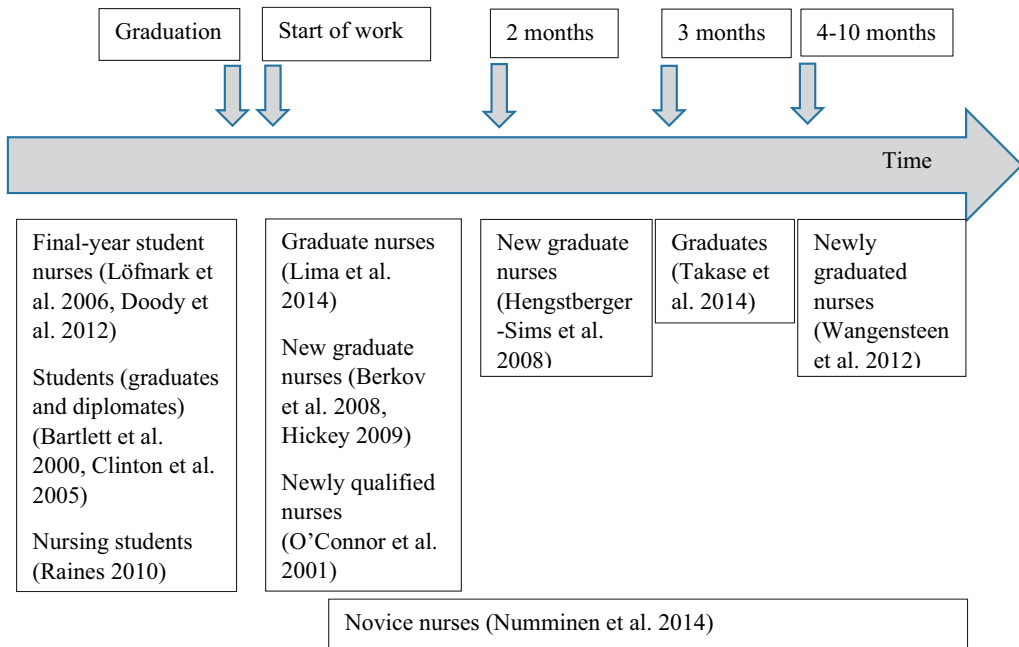 Graduation
Start of work
2 months
3 months
4-10 months
Time
Final-year student
nurses (Löfmark
et al. 2006, Doody
et al. 2012)
Students (graduates
and diplomates)
(Bartlett et al.
2000, Clinton et al.
2005)
Nursing students
(Raines 2010)
Graduate nurses
(Lima et al.
2014)
New graduate
nurses (Berkov
et al. 2008,
Hickey 2009)
Newly qualified
nurses
(O’Connor et al.
2001)
New graduate
nurses
(Hengstberger
-Sims et al.
2008)
Graduates
(Takase et
al. 2014)
Newly
graduated
nurses
(Wangensteen
et al. 2012)
Novice nurses (Numminen et al. 2014)